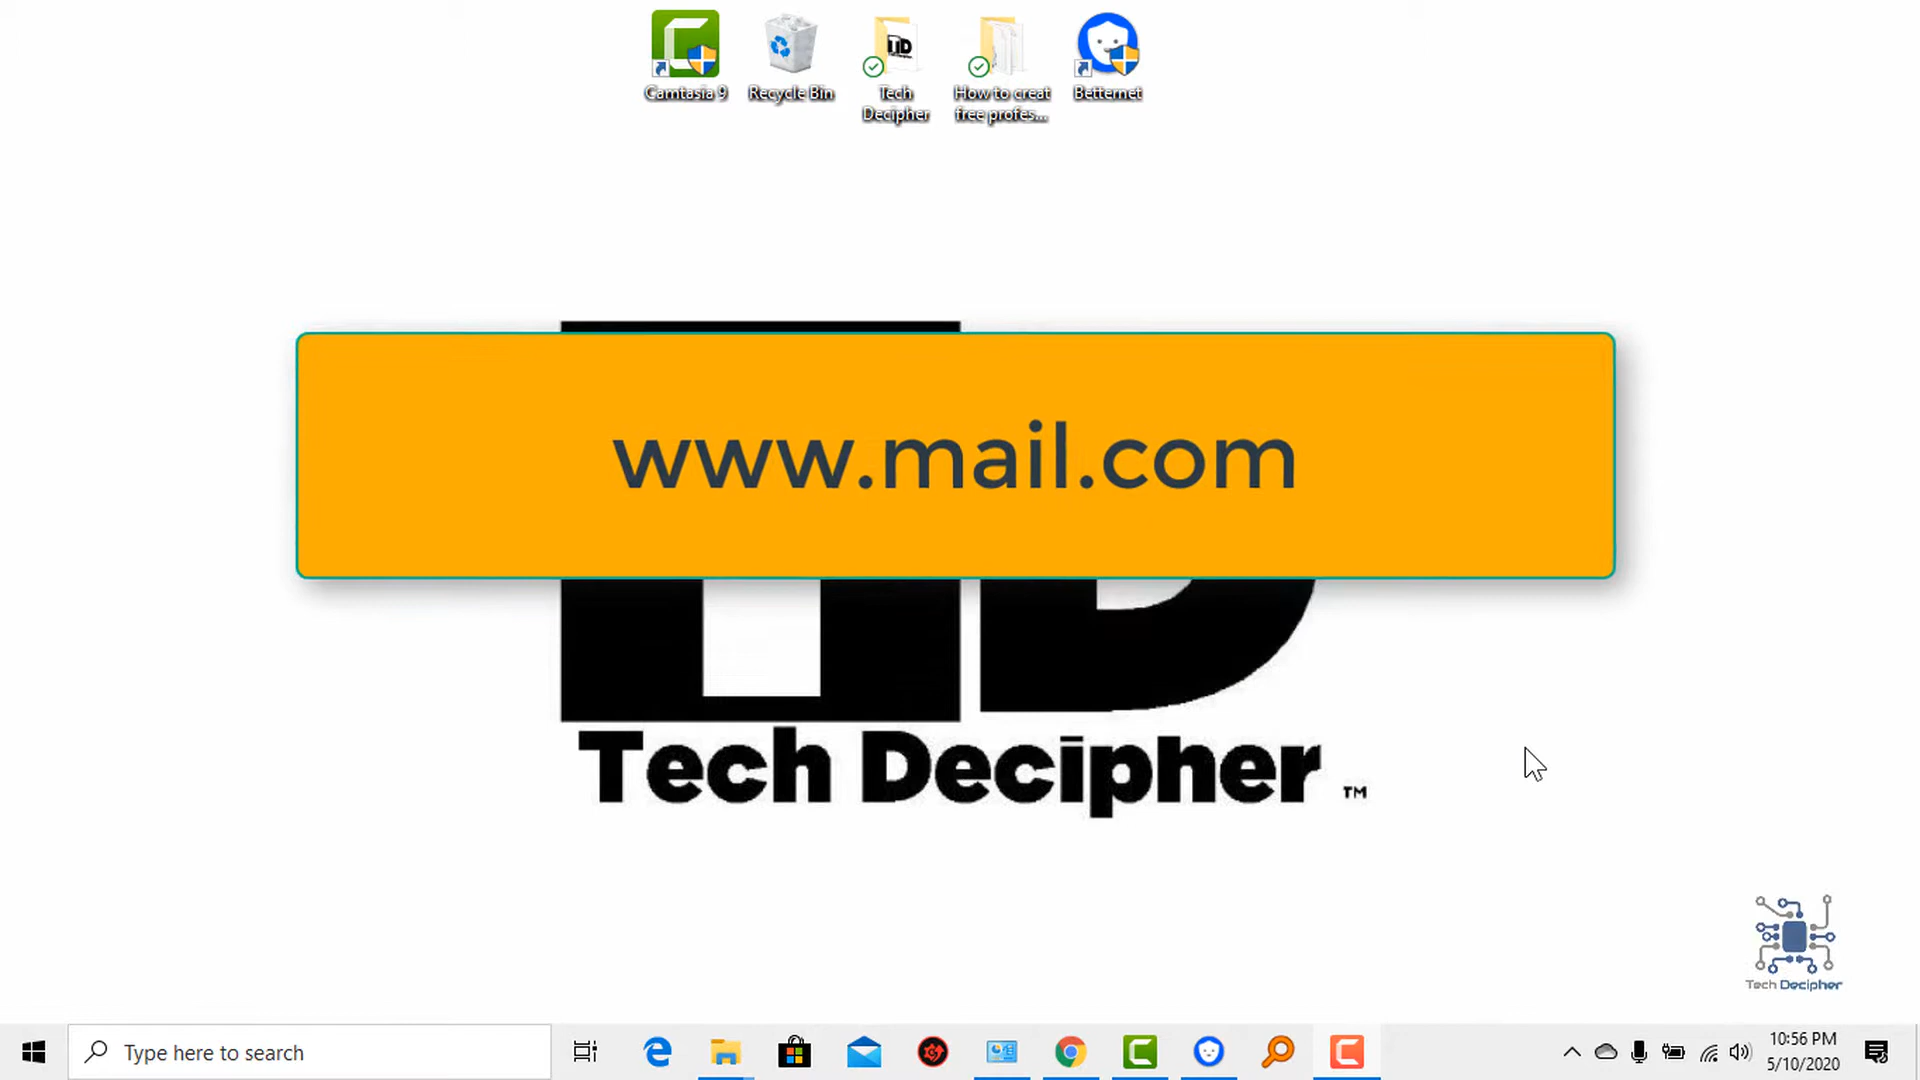 Camtasia 9
Recycle Bin
Tech
Decipher
How to creat
free profes...
Betternet
TD
www.mail.com
Tech Decipher ™
Tech Decipher
Type here to search
10:56 PM
5/10/2020